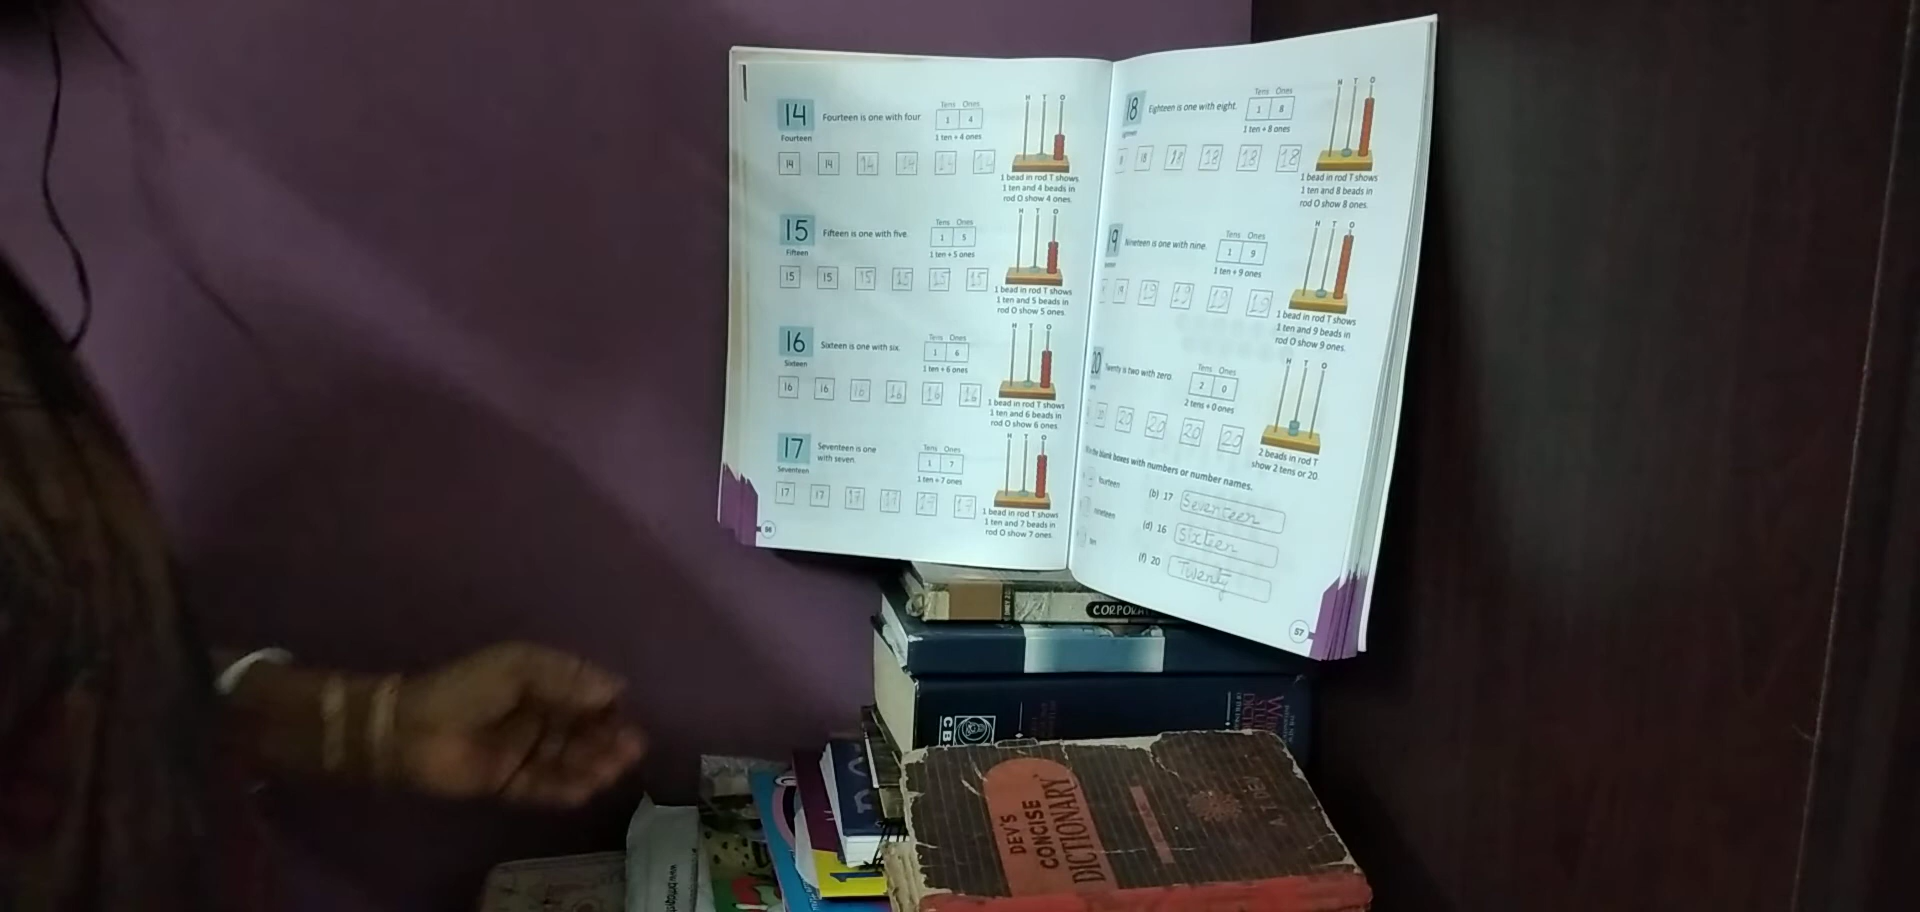 14
Fourteen is one with four.
Tens Ones
1 4
1 ten + 4 ones
Fourteen
14 14 14 14 14 14
H T O
1 bead in rod T shows
1 ten and 4 beads in
rod O show 4 ones.
15
Fifteen is one with five.
Tens Ones
1 5
1 ten + 5 ones
Fifteen
15 15 15 15 15 15
H T O
1 bead in rod T shows
1 ten and 5 beads in
rod O show 5 ones.
16
Sixteen is one with six.
Tens Ones
1 6
1 ten + 6 ones
Sixteen
16 16 16 16 16 16
H T O
1 bead in rod T shows
1 ten and 6 beads in
rod O show 6 ones.
17
Seventeen is one
with seven.
Tens Ones
1 7
1 ten + 7 ones
Seventeen
17 17 17 17 17 17
H T O
1 bead in rod T shows
1 ten and 7 beads in
rod O show 7 ones.
56
18
Eighteen is one with eight.
Tens Ones
1 8
1 ten + 8 ones
18 18 18 18 18
H T O
1 bead in rod T shows
1 ten and 8 beads in
rod O show 8 ones.
19
Nineteen is one with nine.
Tens Ones
1 9
1 ten + 9 ones
19 19 19 19 19
H T O
1 bead in rod T shows
1 ten and 9 beads in
rod O show 9 ones.
20
Twenty is two with zero.
Tens Ones
2 0
2 tens + 0 ones
20 20 20 20 20
H T O
2 beads in rod T
show 2 tens or 20.
the blank boxes with numbers or number names.
fourteen
(b) 17 Seventeen
nineteen
(d) 16 Sixteen
ten
(f) 20 Twenty
57
CORPORA
CBS
DEV'S
CONCISE
DICTIONARY
A.T. DEV
1